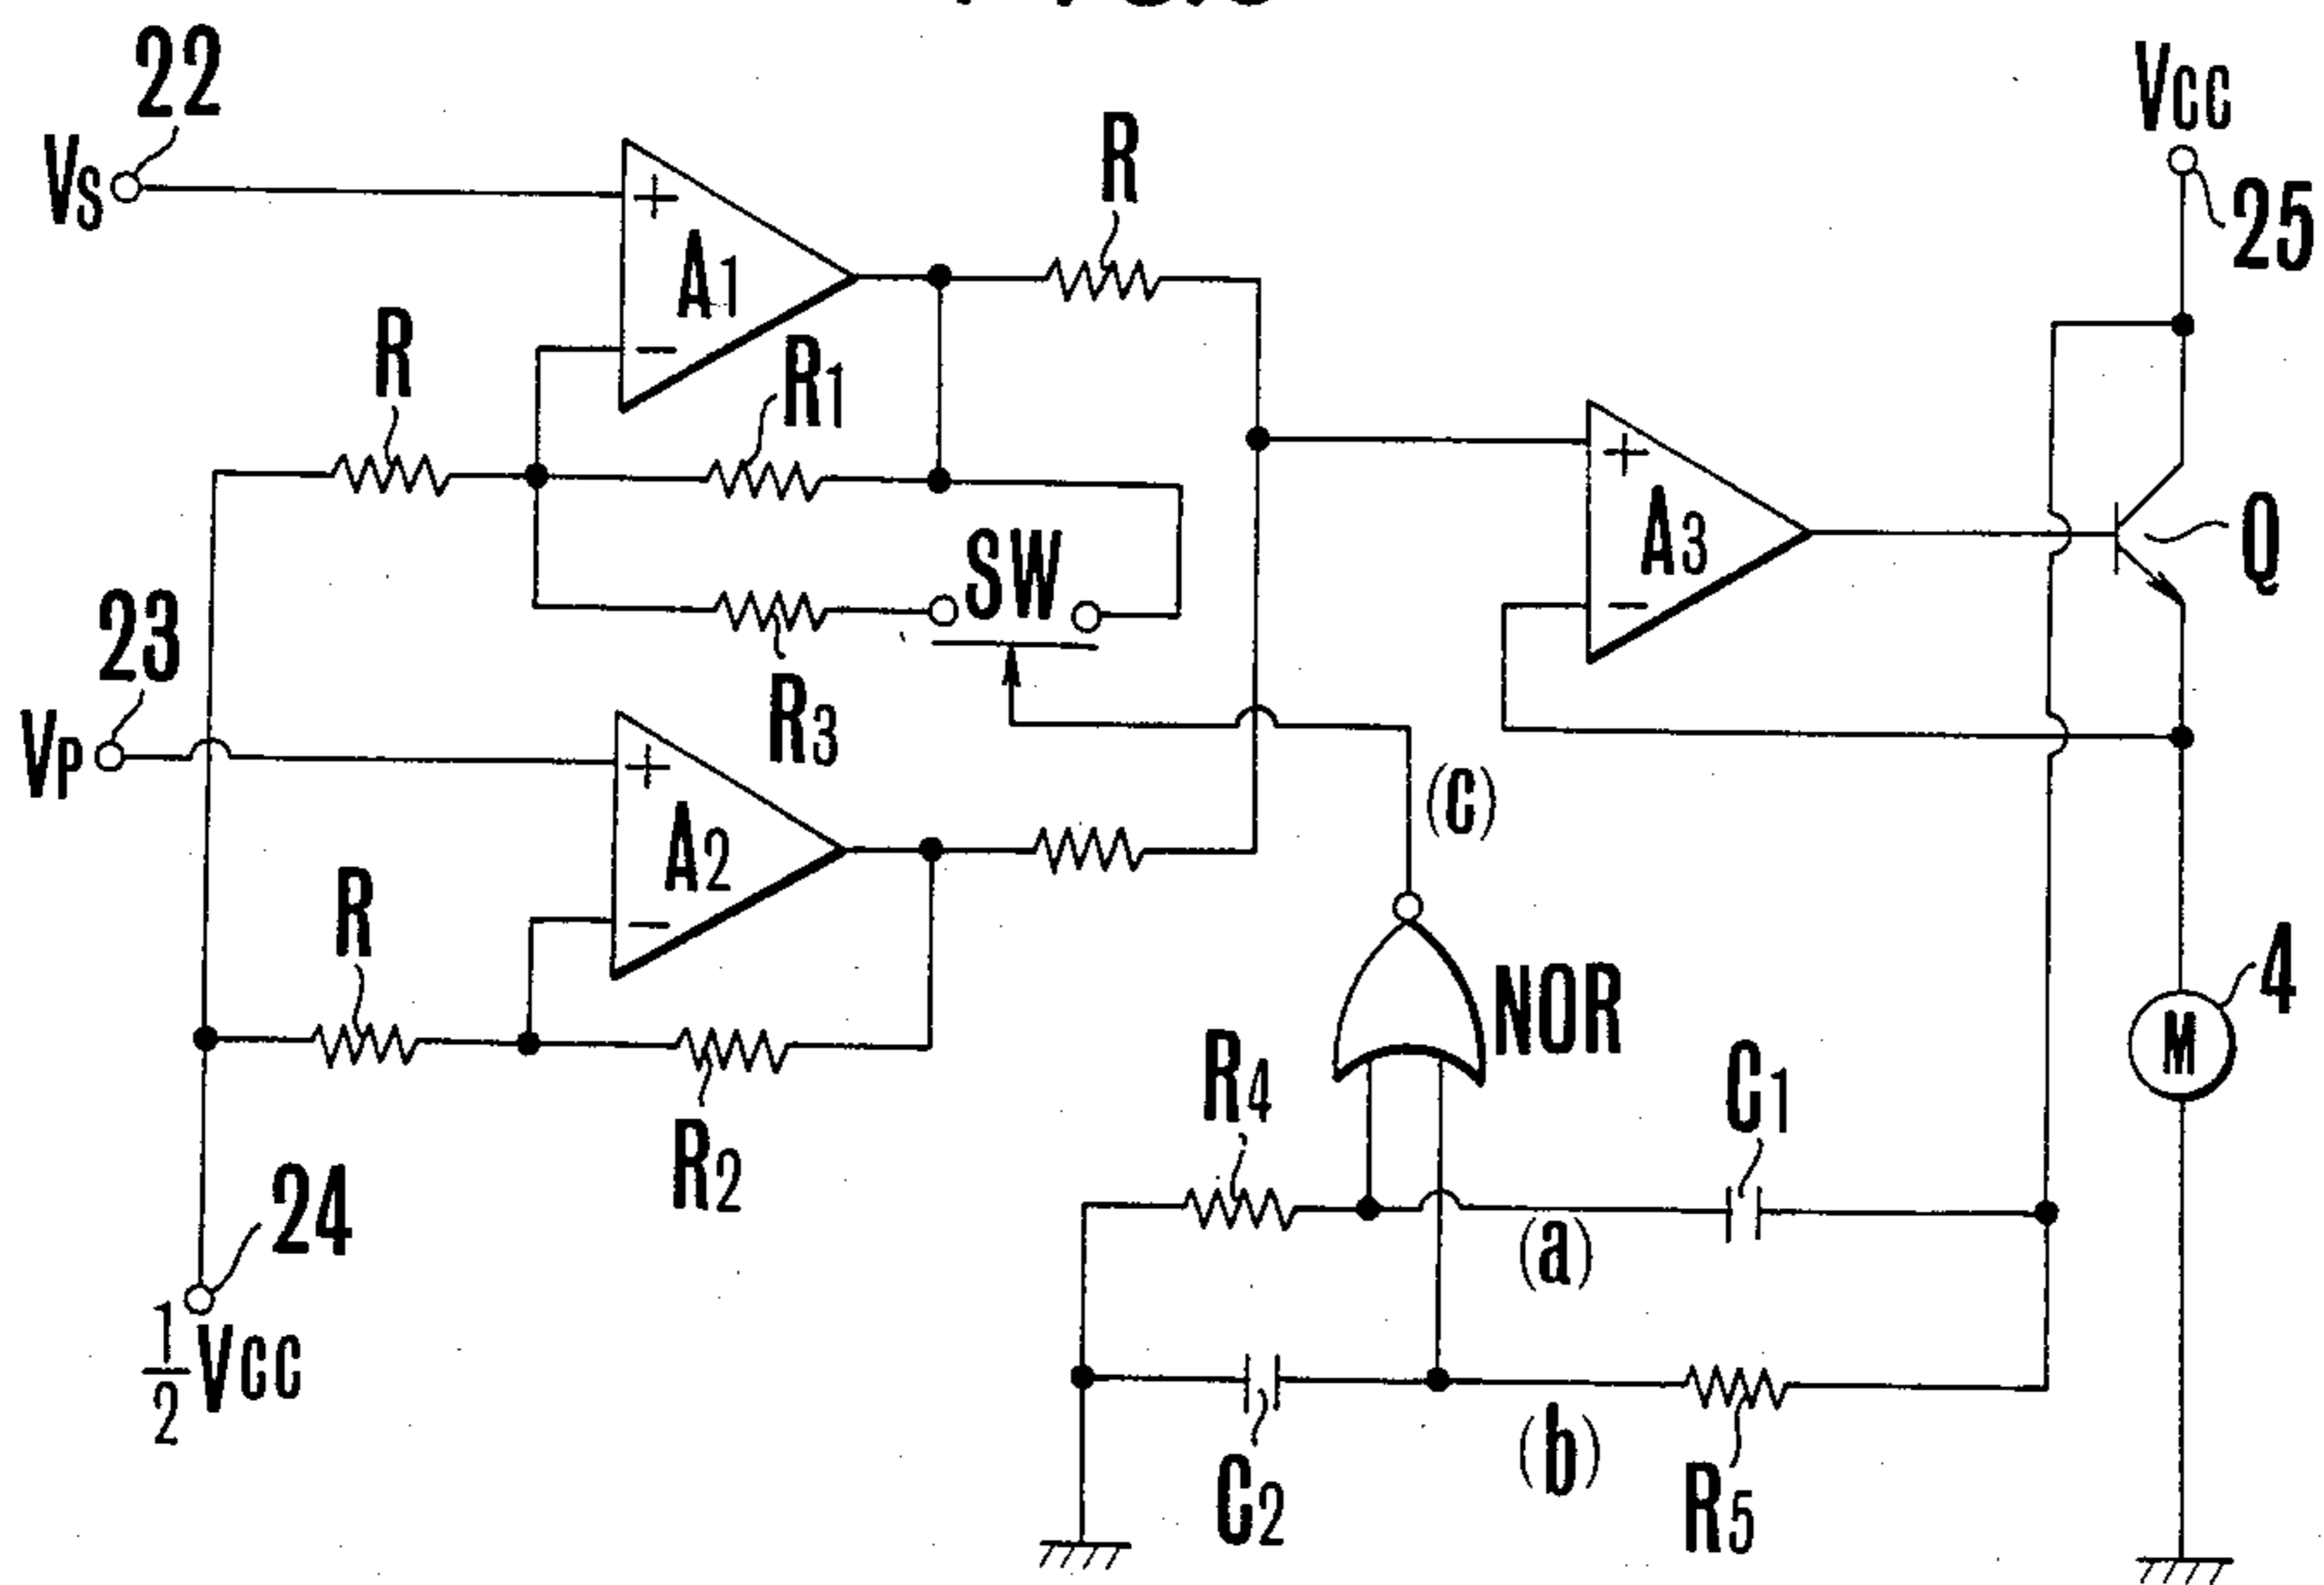 22
VS
A1
+
−
R
R
R1
VCC
25
SW
R3
23
VP
A2
+
−
A3
+
−
Q
(c)
R
R2
NOR
4
M
R4
C1
(a)
24
1/2 VCC
C2
(b)
R5